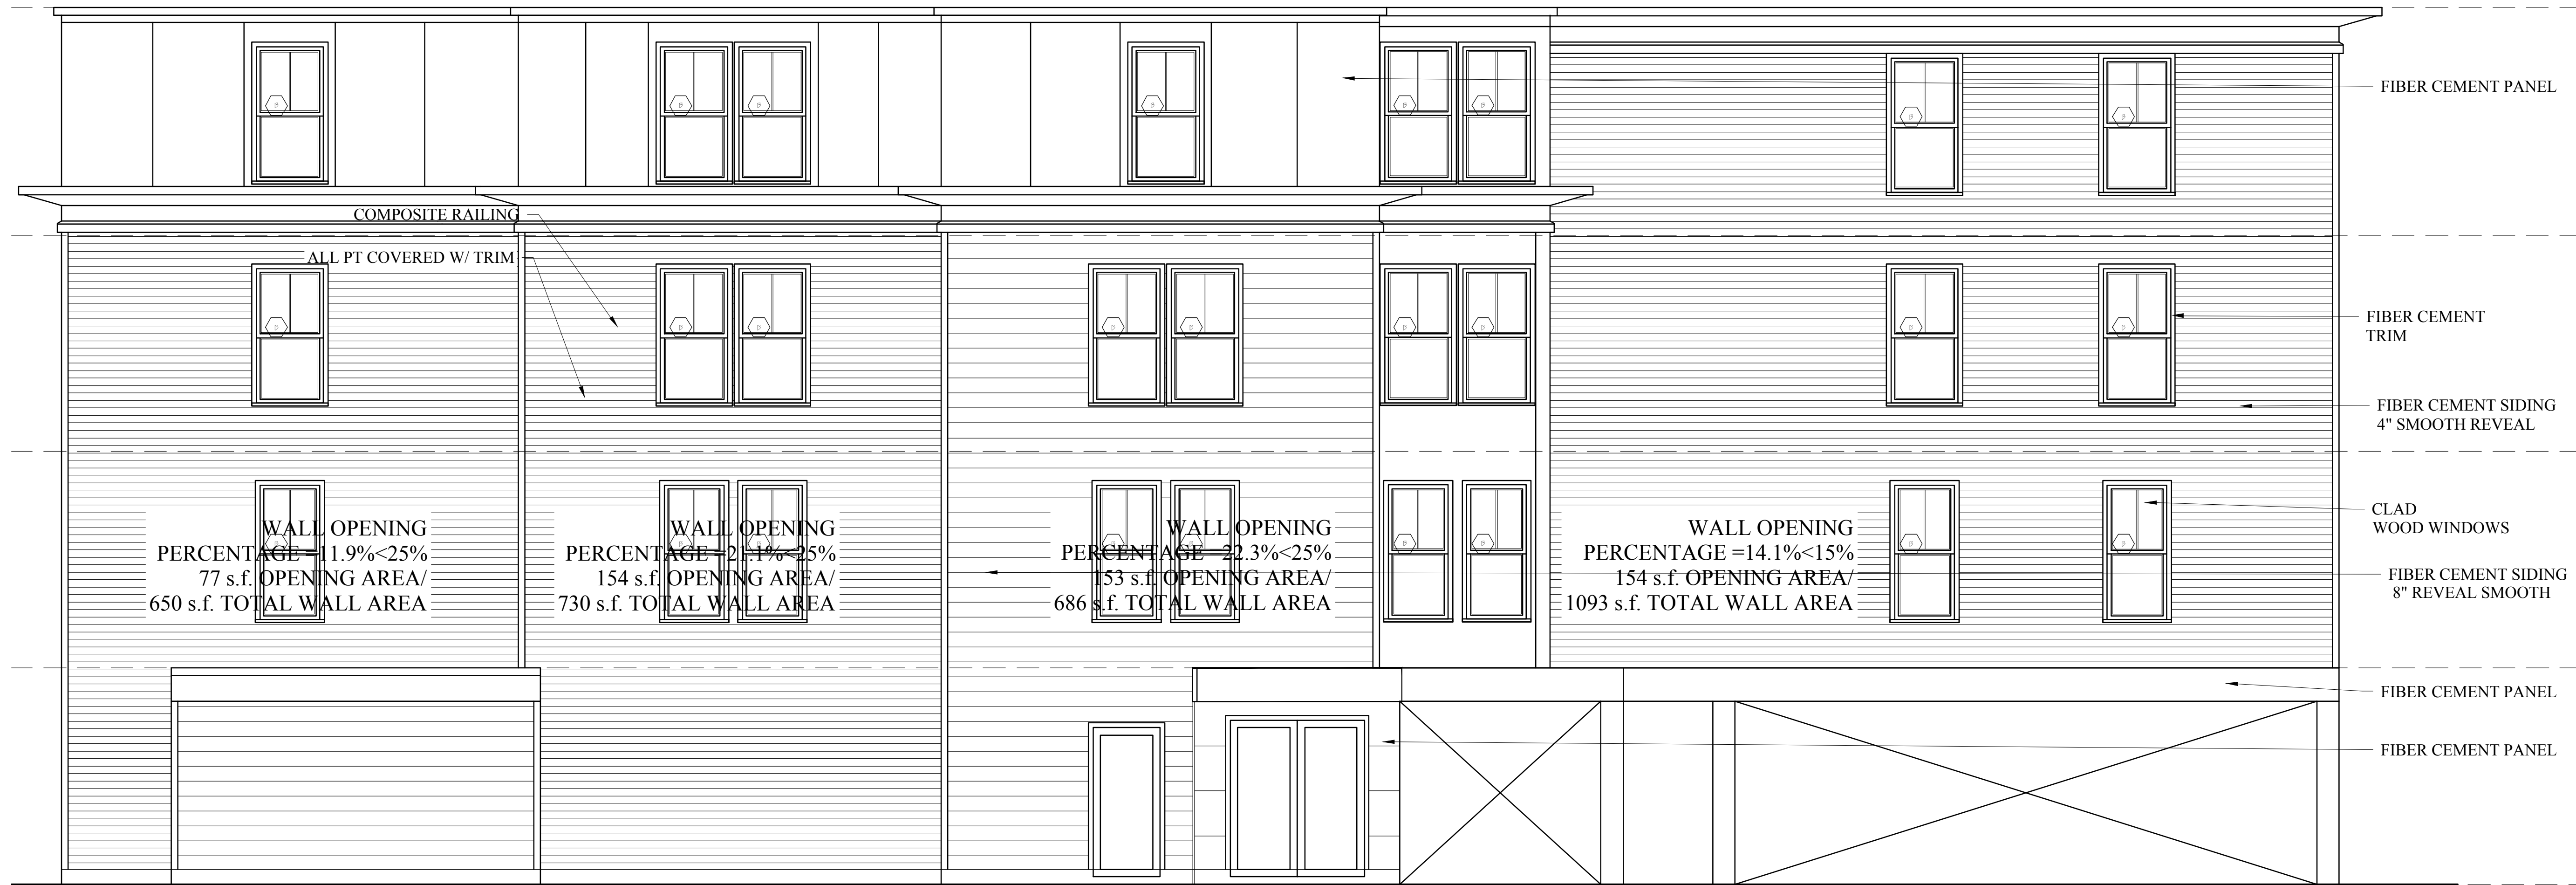 FIBER CEMENT PANEL
COMPOSITE RAILING
ALL PT COVERED W/ TRIM
FIBER CEMENT
TRIM
FIBER CEMENT SIDING
4" SMOOTH REVEAL
CLAD
WOOD WINDOWS
WALL OPENING
PERCENTAGE =11.9%<25%
77 s.f. OPENING AREA/
650 s.f. TOTAL WALL AREA
WALL OPENING
PERCENTAGE =21.1%<25%
154 s.f. OPENING AREA/
730 s.f. TOTAL WALL AREA
WALL OPENING
PERCENTAGE =22.3%<25%
153 s.f. OPENING AREA/
686 s.f. TOTAL WALL AREA
WALL OPENING
PERCENTAGE =14.1%<15%
154 s.f. OPENING AREA/
1093 s.f. TOTAL WALL AREA
FIBER CEMENT SIDING
8" REVEAL SMOOTH
FIBER CEMENT PANEL
FIBER CEMENT PANEL